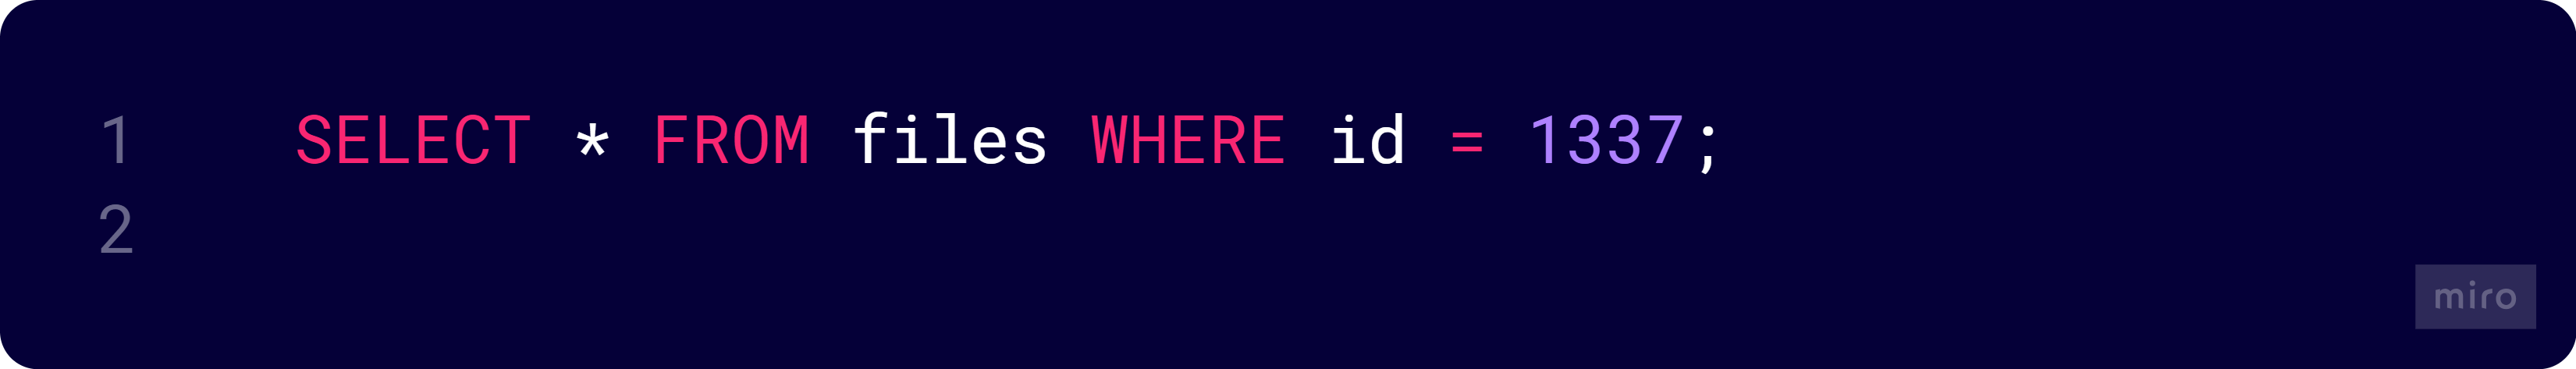 1 SELECT * FROM files WHERE id = 1337;
2
miro